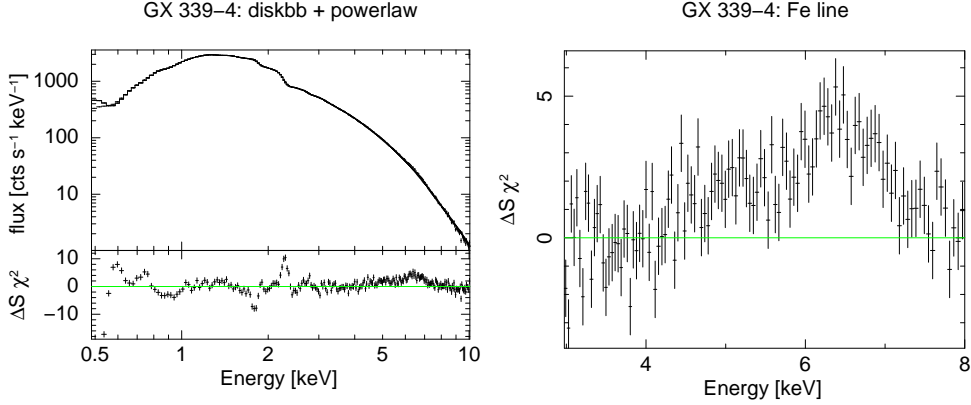 GX 339−4: diskbb + powerlaw
flux [cts s⁻¹ keV⁻¹]
1000
100
10
ΔS χ²
10
0
−10
0.5 1 2 5 10
Energy [keV]
GX 339−4: Fe line
ΔS χ²
5
0
4 6 8
Energy [keV]